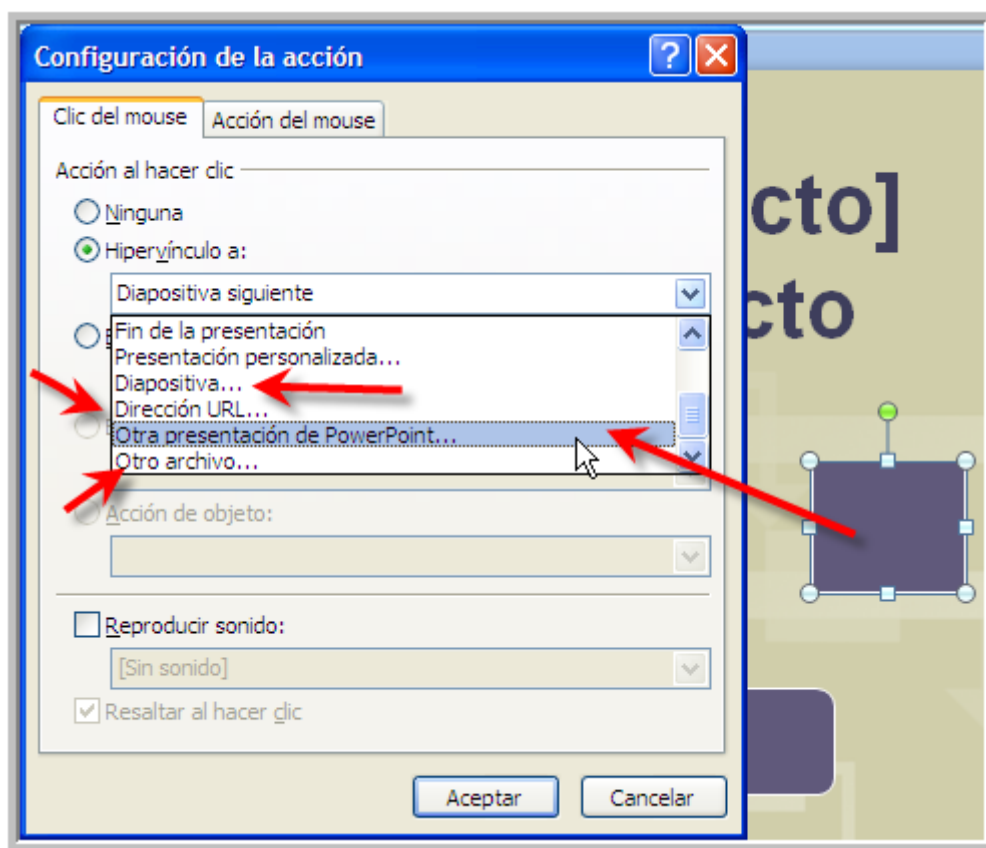 Configuración de la acción
Clic del mouse
Acción del mouse
Acción al hacer clic
Ninguna
Hipervínculo a:
Diapositiva siguiente
Fin de la presentación
Presentación personalizada...
Diapositiva...
Dirección URL...
Otra presentación de PowerPoint...
Otro archivo...
Acción de objeto:
Reproducir sonido:
[Sin sonido]
Resaltar al hacer clic
Aceptar
Cancelar
cto]
cto